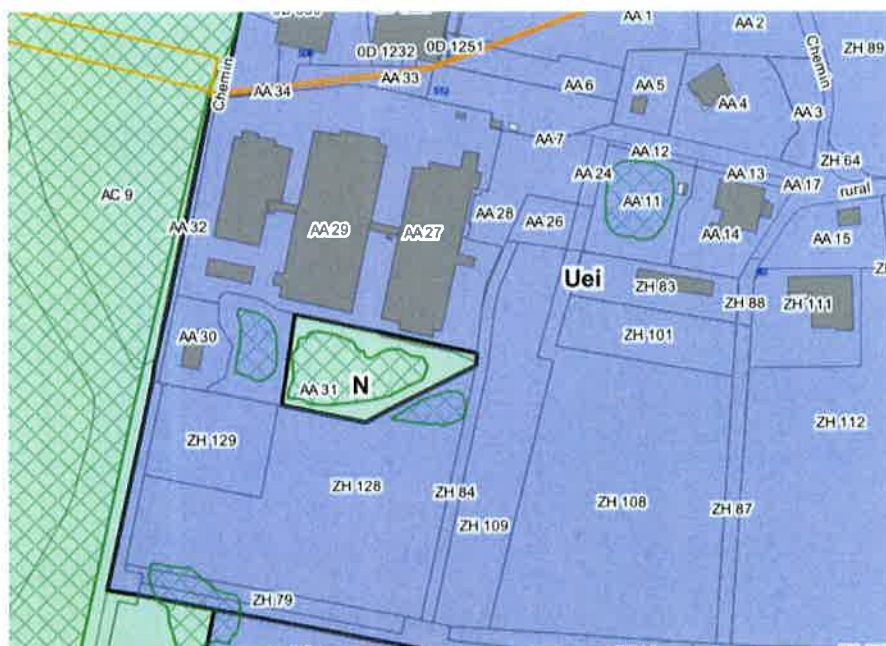 AA 1
AA 2
0D 1232
0D 1251
Chemin
ZH 89
AA 33
AA 34
Chemin
AA 6
AA 5
AA 4
AA 3
AA 7
AA 12
ZH 64
AA 24
AA 13
AA 17
rural
AC 9
AA 11
AA 32
AA 29
AA 27
AA 28
AA 26
AA 14
AA 15
Uei
ZH 83
ZH 88
ZH 111
AA 30
ZH 101
AA 31
N
ZH 112
ZH 129
ZH 128
ZH 84
ZH 108
ZH 87
ZH 109
ZH 79